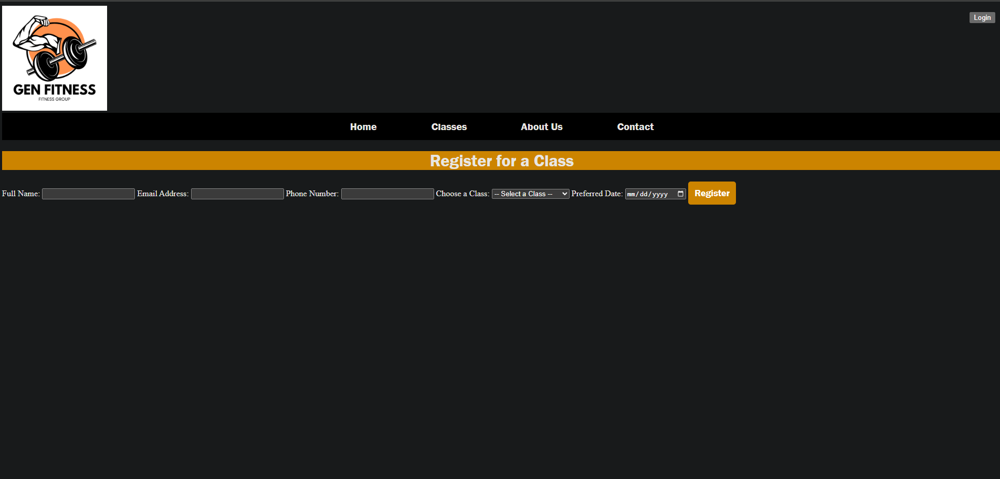 GEN FITNESS
FITNESS GROUP
Login
Home Classes About Us Contact
Register for a Class
Full Name: Email Address: Phone Number: Choose a Class: -- Select a Class -- Preferred Date: mm/dd/yyyy Register